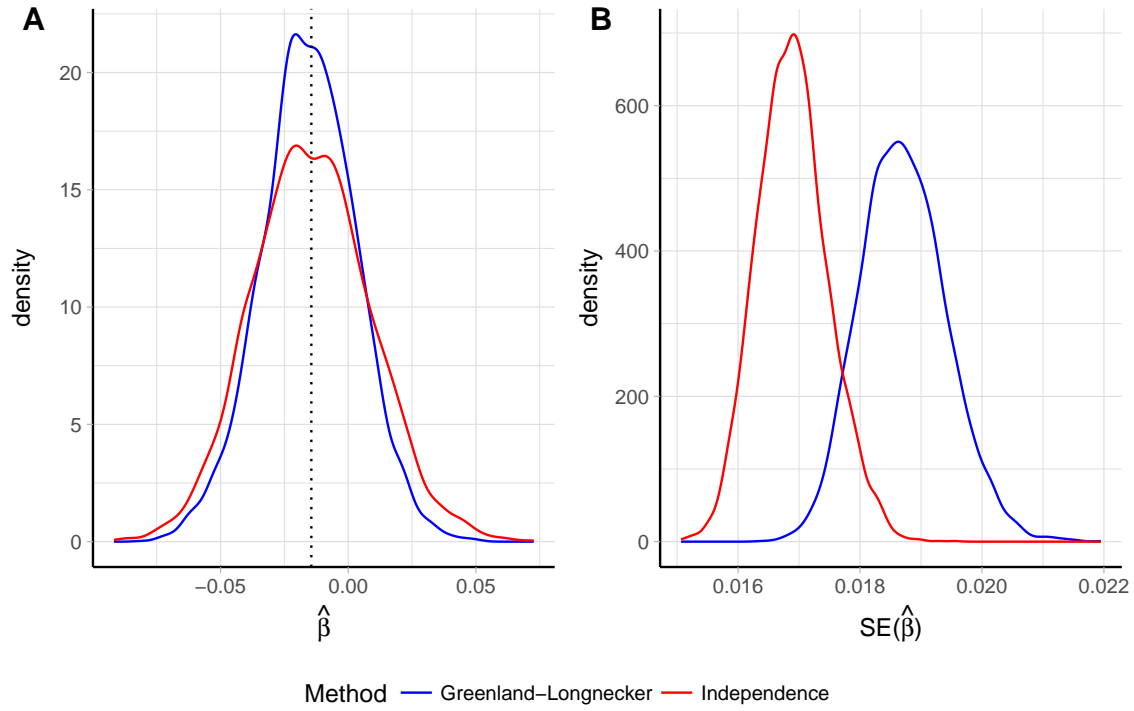 A
B
density
20
15
10
5
0
−0.05
0.00
0.05
β̂
density
600
400
200
0
0.016
0.018
0.020
0.022
SE(β̂)
Method Greenland−Longnecker Independence